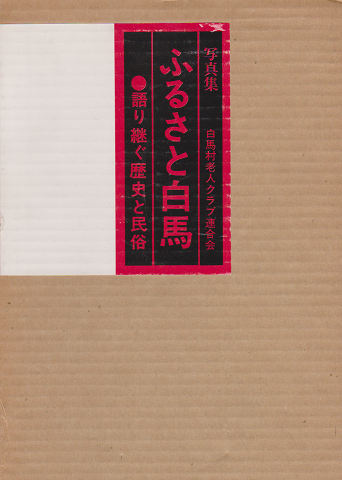 写真集
白馬村老人クラブ連合会
ふるさと白馬
●語り継ぐ歴史と民俗